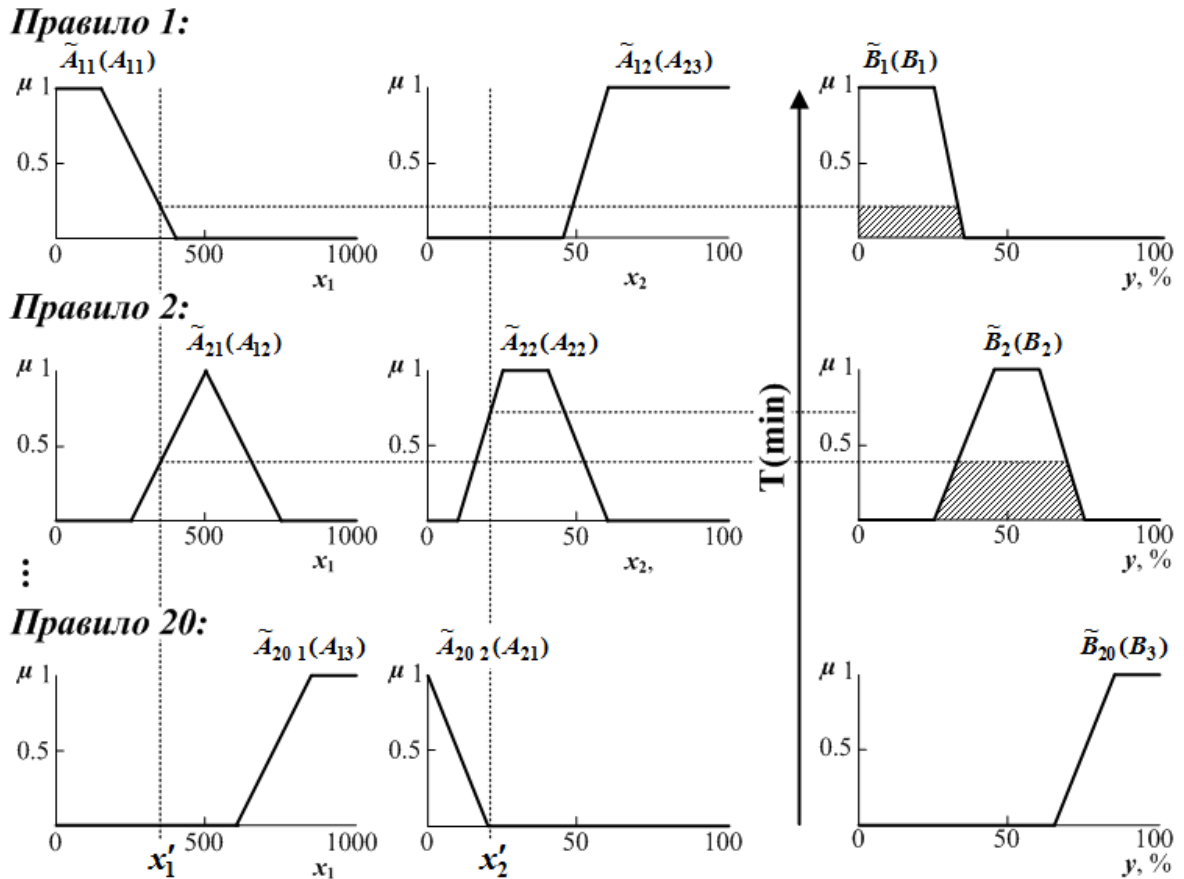 Правило 1:
Ã₁₁(A₁₁) Ã₁₂(A₂₃) B̃₁(B₁)
μ 1 μ 1 μ 1
0.5 0.5 0.5
0 500 1000 0 50 100 0 50 100
x₁ x₂ y, %
Правило 2:
Ã₂₁(A₁₂) Ã₂₂(A₂₂) B̃₂(B₂)
μ 1 μ 1 μ 1
0.5 0.5 0.5
T(min)
0 500 1000 0 50 100 0 50 100
x₁ x₂, y, %
⋮
Правило 20:
Ã₂₀ ₁(A₁₃) Ã₂₀ ₂(A₂₁) B̃₂₀(B₃)
μ 1 μ 1 μ 1
0.5 0.5 0.5
0 500 1000 0 50 100 0 50 100
x′₁ x₁ x′₂ y, %